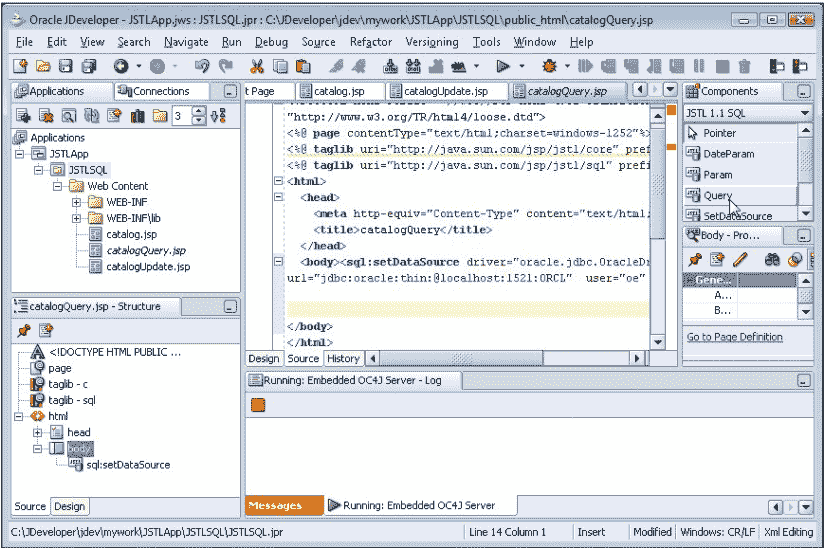 Oracle JDeveloper - JSTLApp.jws : JSTLSQL.jpr : C:\JDeveloper\jdev\mywork\JSTLApp\JSTLSQL\public_html\catalogQuery.jsp
File Edit View Search Navigate Run Debug Source Refactor Versioning Tools Window Help
Applications Connections
3
Applications
JSTLApp
JSTLSQL
Web Content
WEB-INF
WEB-INF\lib
catalog.jsp
catalogQuery.jsp
catalogUpdate.jsp
catalogQuery.jsp - Structure
<!DOCTYPE HTML PUBLIC ...
page
taglib - c
taglib - sql
html
head
body
sql:setDataSource
Source Design
t Page catalog.jsp catalogUpdate.jsp catalogQuery.jsp
"http://www.w3.org/TR/html4/loose.dtd">
<%@ page contentType="text/html;charset=windows-1252"%>
<%@ taglib uri="http://java.sun.com/jsp/jstl/core" pref
<%@ taglib uri="http://java.sun.com/jsp/jstl/sql" prefi
<html>
<head>
<meta http-equiv="Content-Type" content="text/html;
<title>catalogQuery</title>
</head>
<body><sql:setDataSource driver="oracle.jdbc.OracleDr
url="jdbc:oracle:thin:@localhost:1521:ORCL" user="oe"
</body>
</html>
Design Source History
Components
JSTL 1.1 SQL
Pointer
DateParam
Param
Query
SetDataSource
Body - Pro...
Gene...
A...
B...
Go to Page Definition
Running: Embedded OC4J Server - Log
Messages Running: Embedded OC4J Server
C:\JDeveloper\jdev\mywork\JSTLApp\JSTLSQL\JSTLSQL.jpr Line 14 Column 1 Insert Modified Windows: CR/LF Xml Editing